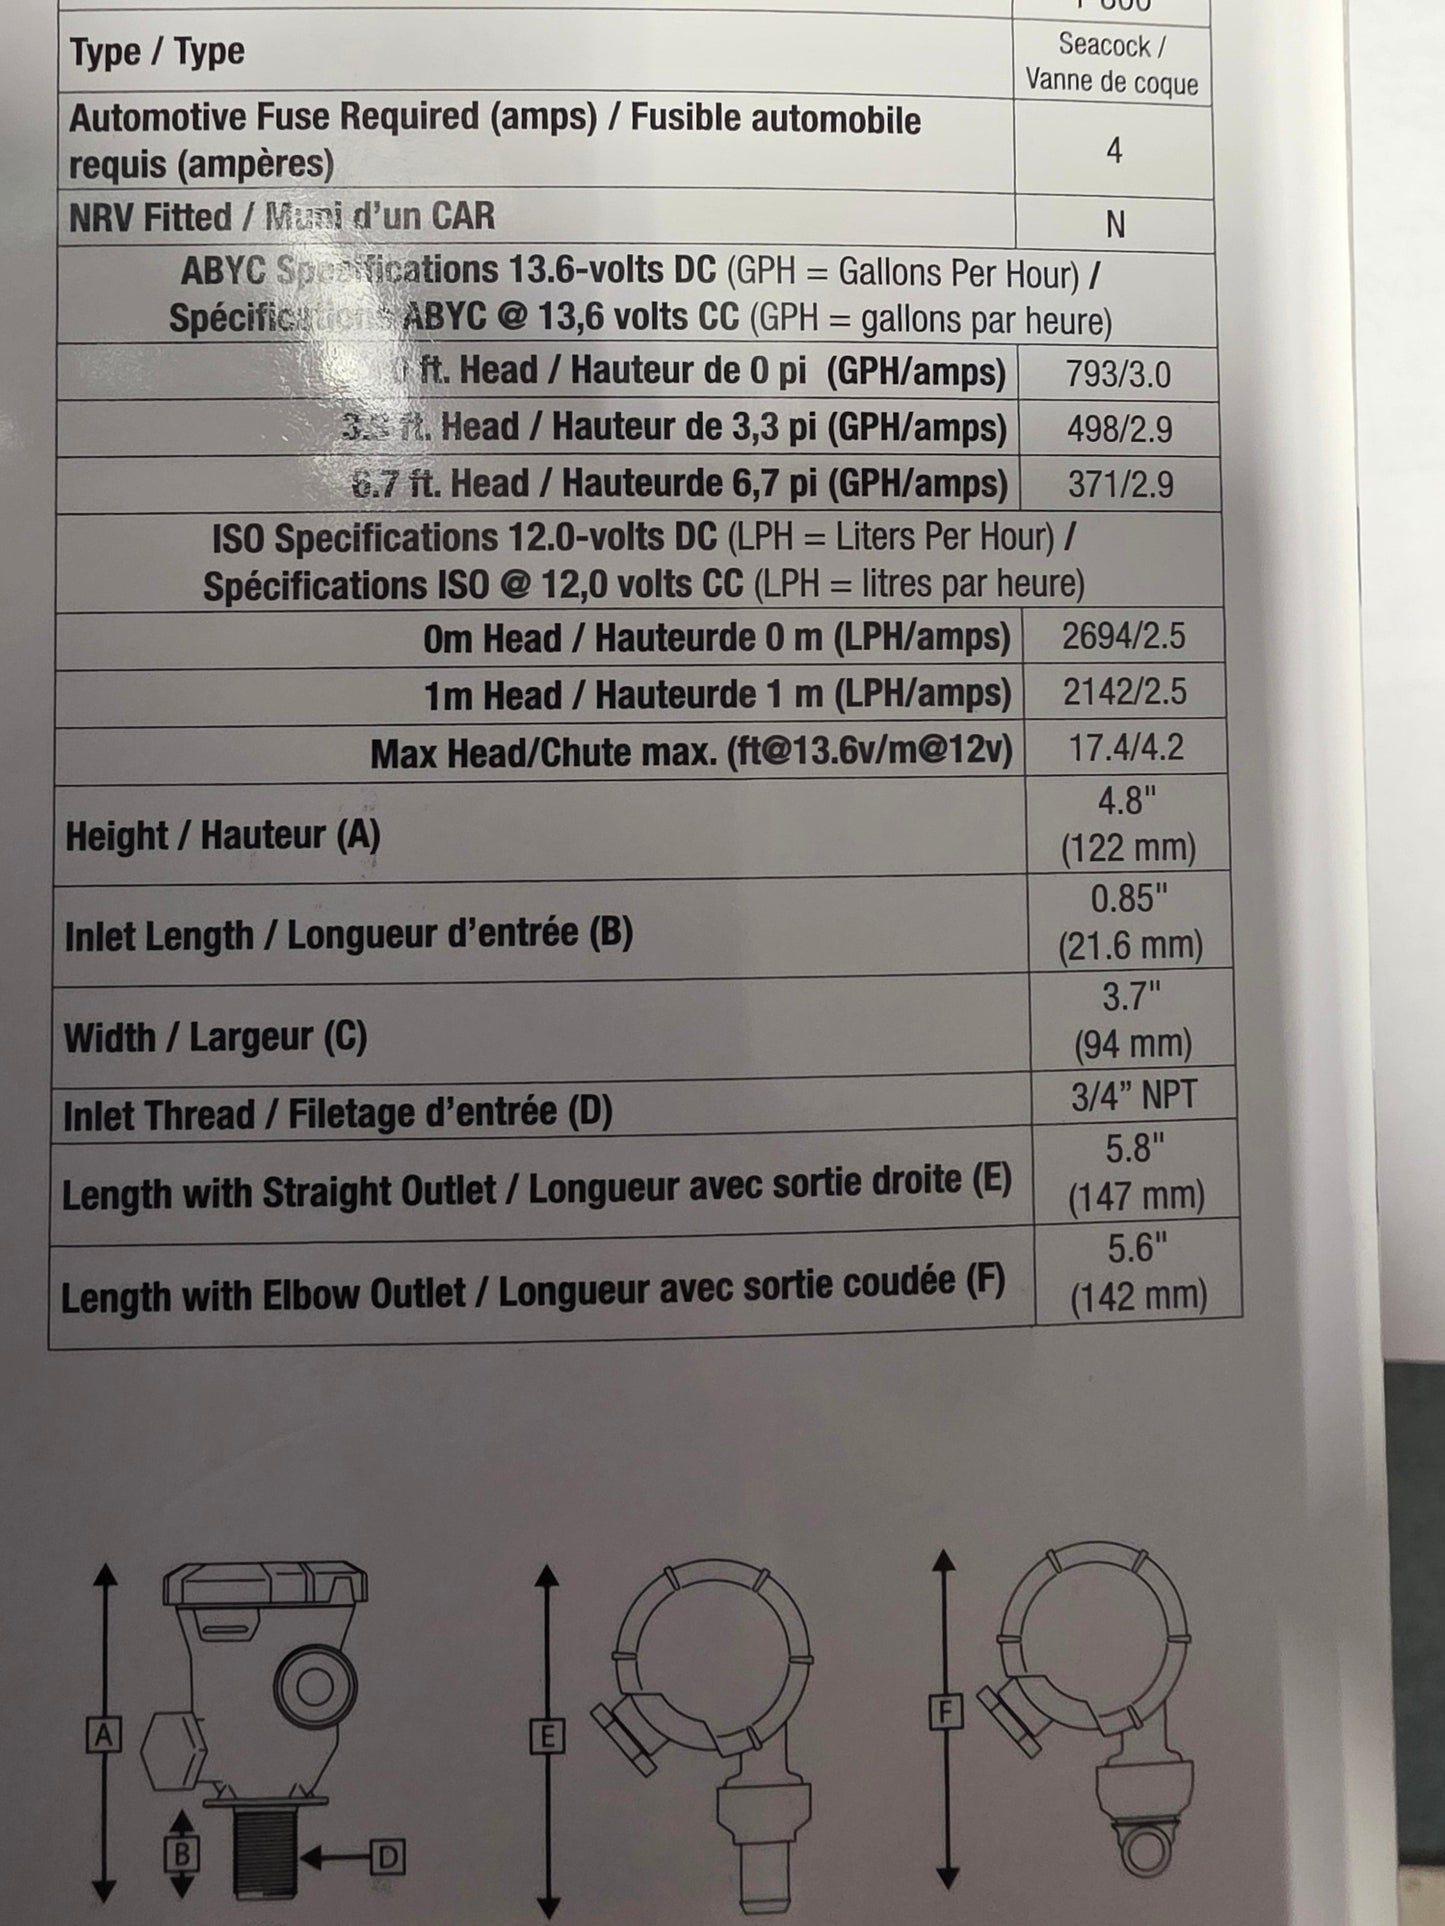 Type / Type
Seacock /
Vanne de coque
Automotive Fuse Required (amps) / Fusible automobile
requis (ampères)
4
NRV Fitted / Muni d'un CAR
N
ABYC Specifications 13.6-volts DC (GPH = Gallons Per Hour) /
Spécifications ABYC @ 13,6 volts CC (GPH = gallons par heure)
ft. Head / Hauteur de 0 pi (GPH/amps)
793/3.0
3.3 ft. Head / Hauteur de 3,3 pi (GPH/amps)
498/2.9
6.7 ft. Head / Hauteurde 6,7 pi (GPH/amps)
371/2.9
ISO Specifications 12.0-volts DC (LPH = Liters Per Hour) /
Spécifications ISO @ 12,0 volts CC (LPH = litres par heure)
0m Head / Hauteurde 0 m (LPH/amps)
2694/2.5
1m Head / Hauteurde 1 m (LPH/amps)
2142/2.5
Max Head/Chute max. (ft@13.6v/m@12v)
17.4/4.2
Height / Hauteur (A)
4.8"
(122 mm)
Inlet Length / Longueur d'entrée (B)
0.85"
(21.6 mm)
Width / Largeur (C)
3.7"
(94 mm)
Inlet Thread / Filetage d'entrée (D)
3/4” NPT
Length with Straight Outlet / Longueur avec sortie droite (E)
5.8"
(147 mm)
Length with Elbow Outlet / Longueur avec sortie coudée (F)
5.6"
(142 mm)
A
B
D
E
F